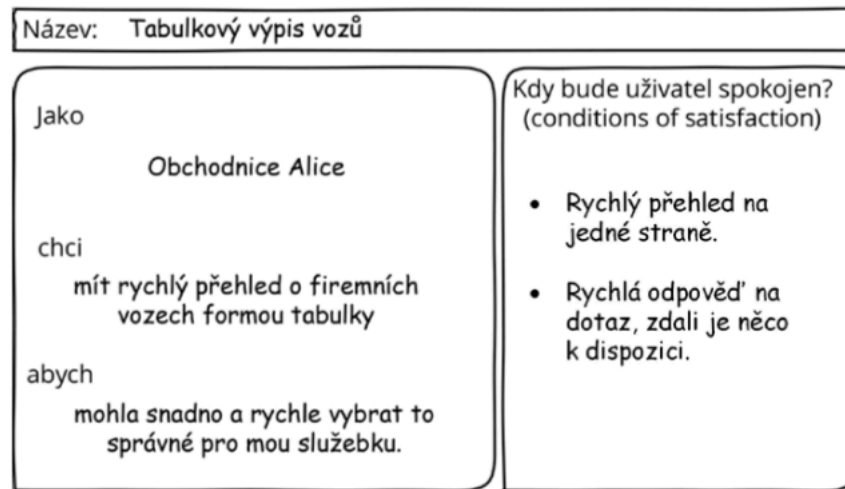 Název: Tabulkový výpis vozů
Jako
Obchodnice Alice
chci
mít rychlý přehled o firemních
vozech formou tabulky
abych
mohla snadno a rychle vybrat to
správné pro mou služebku.
Kdy bude uživatel spokojen?
(conditions of satisfaction)
• Rychlý přehled na
jedné straně.
• Rychlá odpověď na
dotaz, zdali je něco
k dispozici.